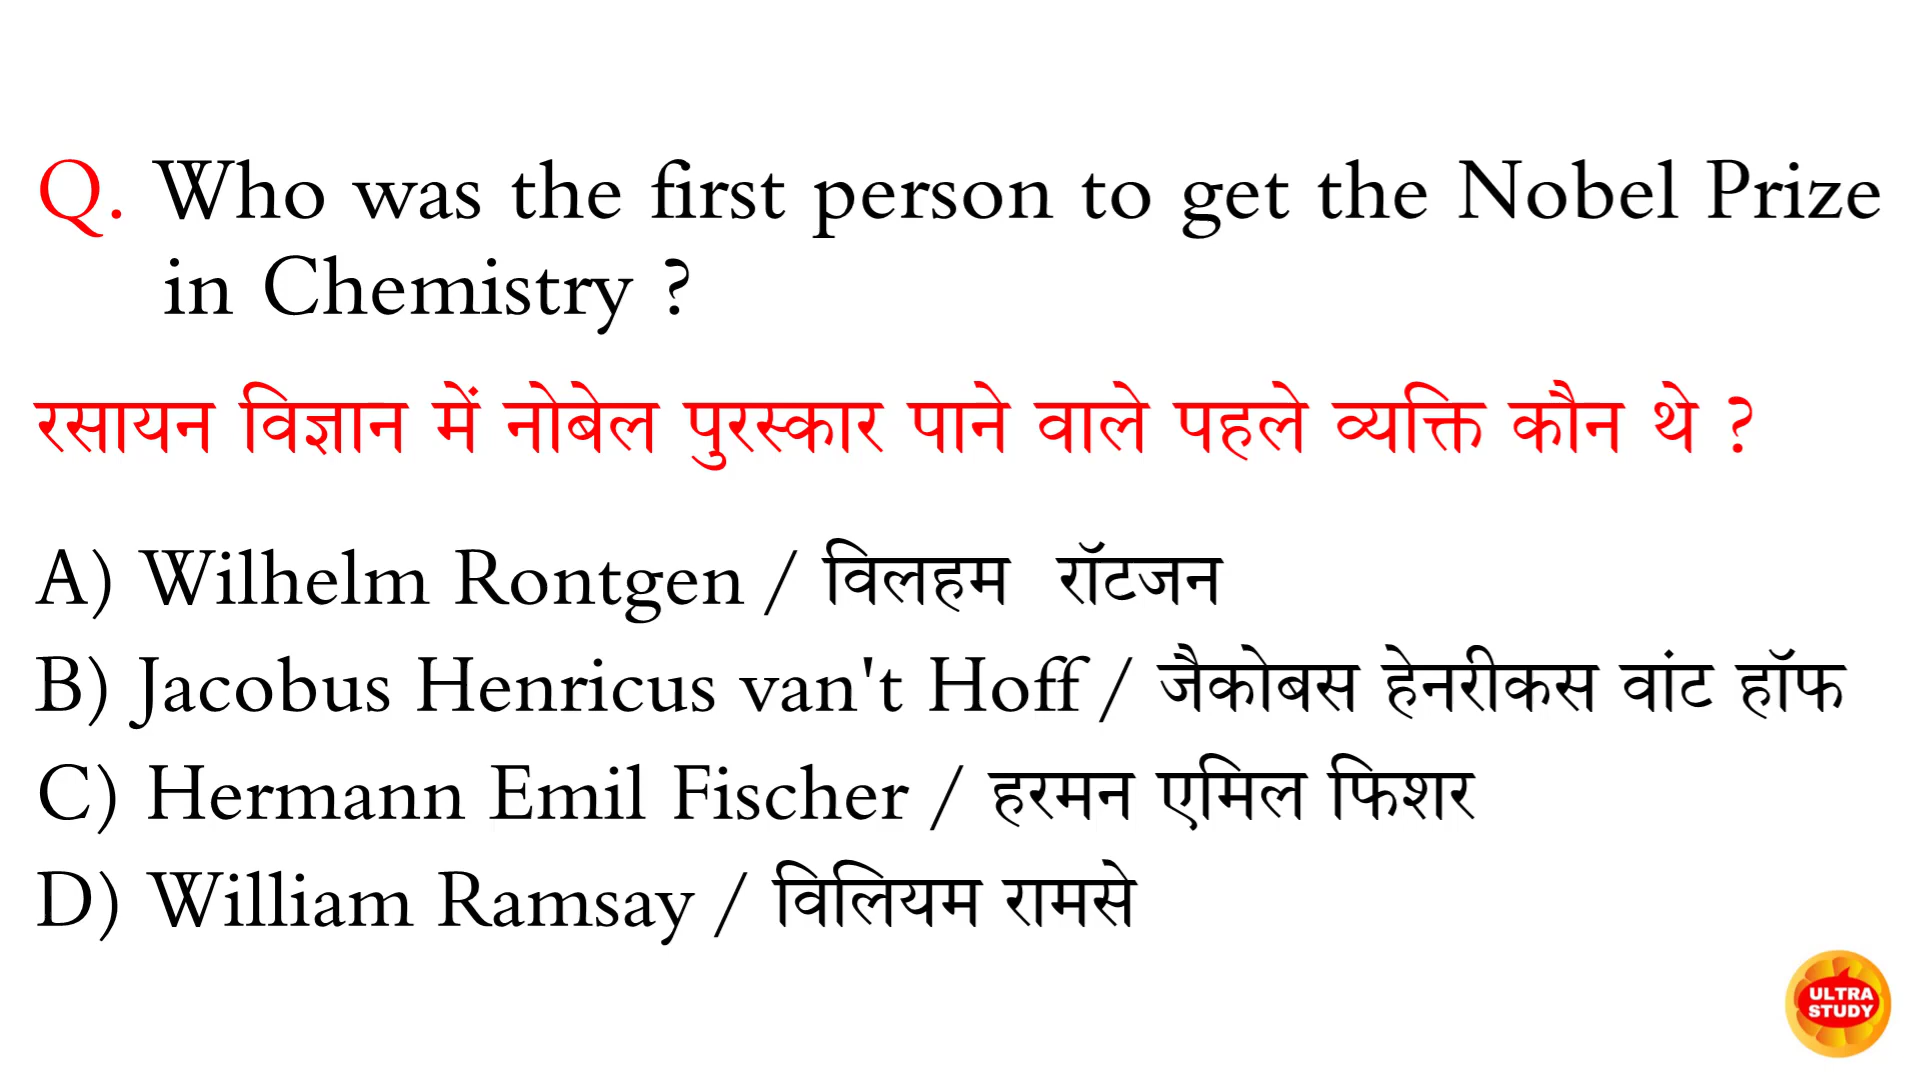 Q. Who was the first person to get the Nobel Prize
in Chemistry ?
रसायन विज्ञान में नोबेल पुरस्कार पाने वाले पहले व्यक्ति कौन थे ?
A) Wilhelm Rontgen / विलहम रॉटजन
B) Jacobus Henricus van't Hoff / जैकोबस हेनरीकस वांट हॉफ
C) Hermann Emil Fischer / हरमन एमिल फिशर
D) William Ramsay / विलियम रामसे
ULTRA
STUDY